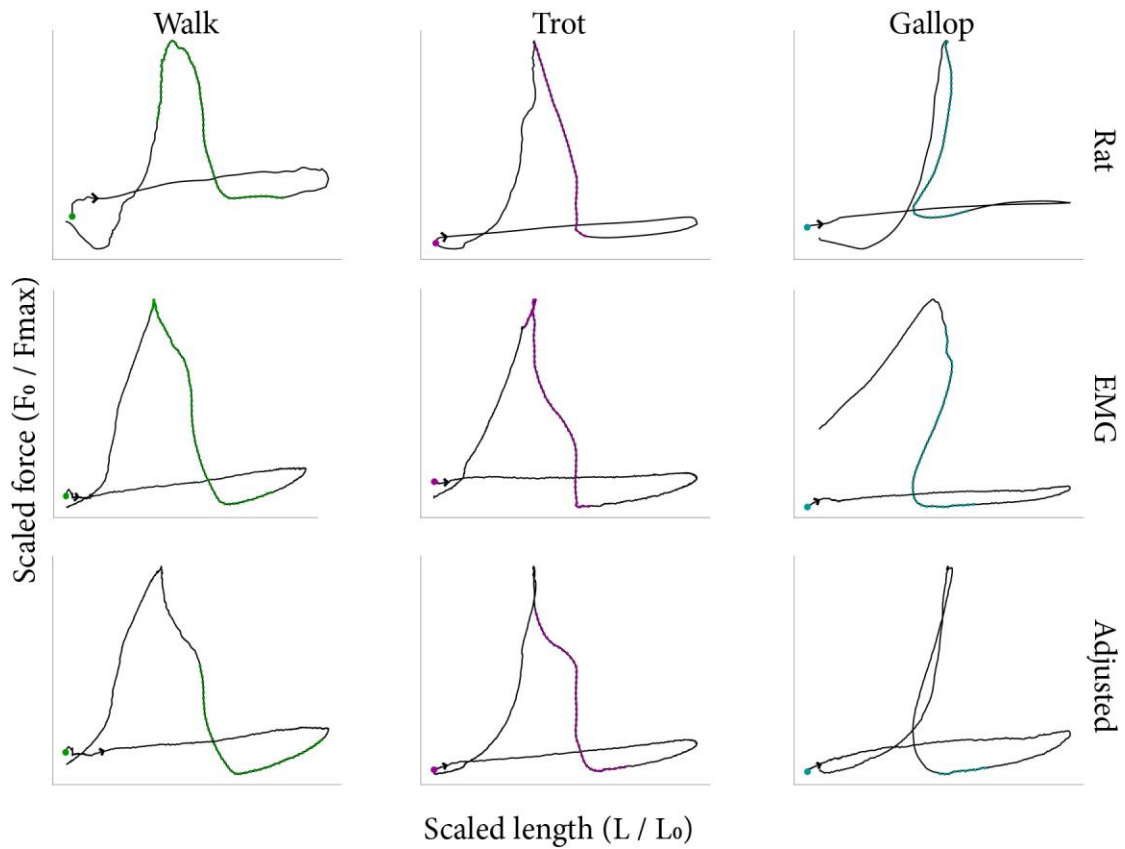 Walk
Trot
Gallop
Rat
EMG
Adjusted
Scaled force (F₀ / Fmax)
Scaled length (L / L₀)